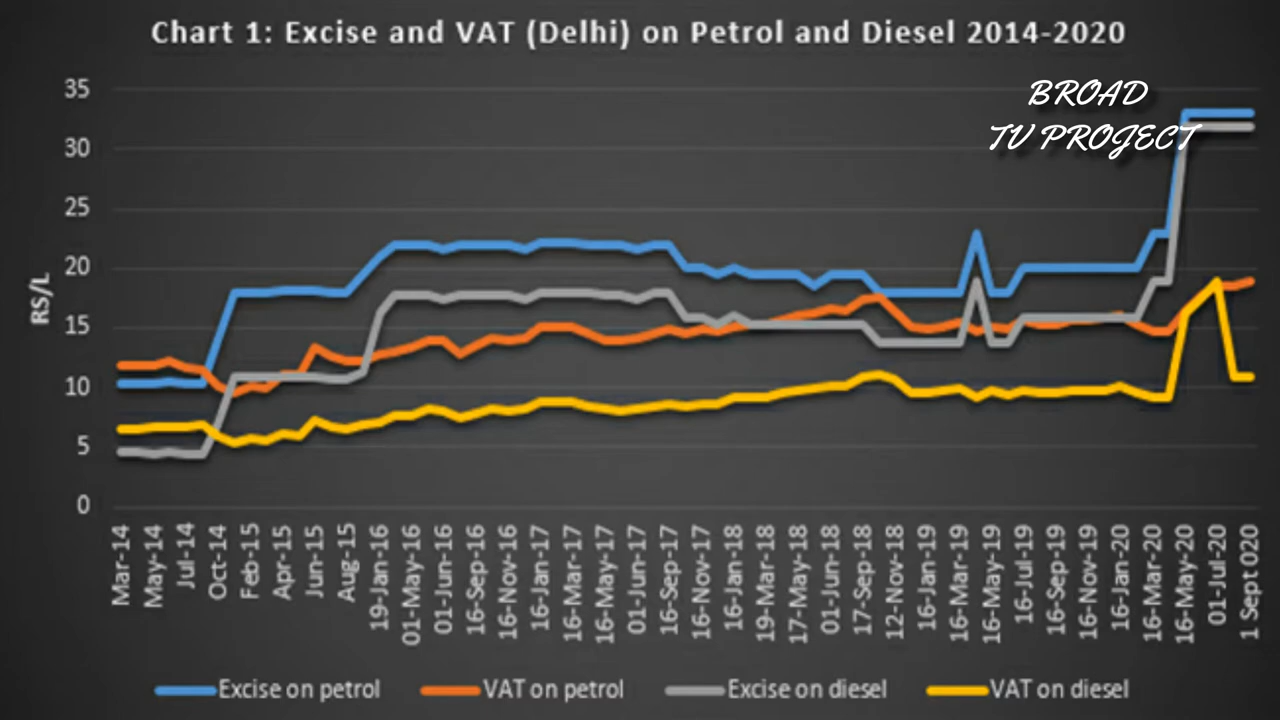 Chart 1: Excise and VAT (Delhi) on Petrol and Diesel 2014-2020
BROAD
TV PROJECT
35
30
25
20
15
10
5
0
RS/L
Mar-14
May-14
Jul-14
Oct-14
Feb-15
Apr-15
Jun-15
Aug-15
19-Jan-16
01-May-16
01-Jun-16
16-Sep-16
16-Nov-16
16-Jan-17
16-Mar-17
16-May-17
01-Jun-17
16-Sep-17
16-Nov-17
16-Jan-18
19-Mar-18
17-May-18
01-Jun-18
17-Sep-18
12-Nov-18
16-Jan-19
16-Mar-19
16-May-19
16-Jul-19
16-Sep-19
16-Nov-19
16-Jan-20
16-Mar-20
16-May-20
01-Jul-20
1 Sept 020
Excise on petrol VAT on petrol Excise on diesel VAT on diesel